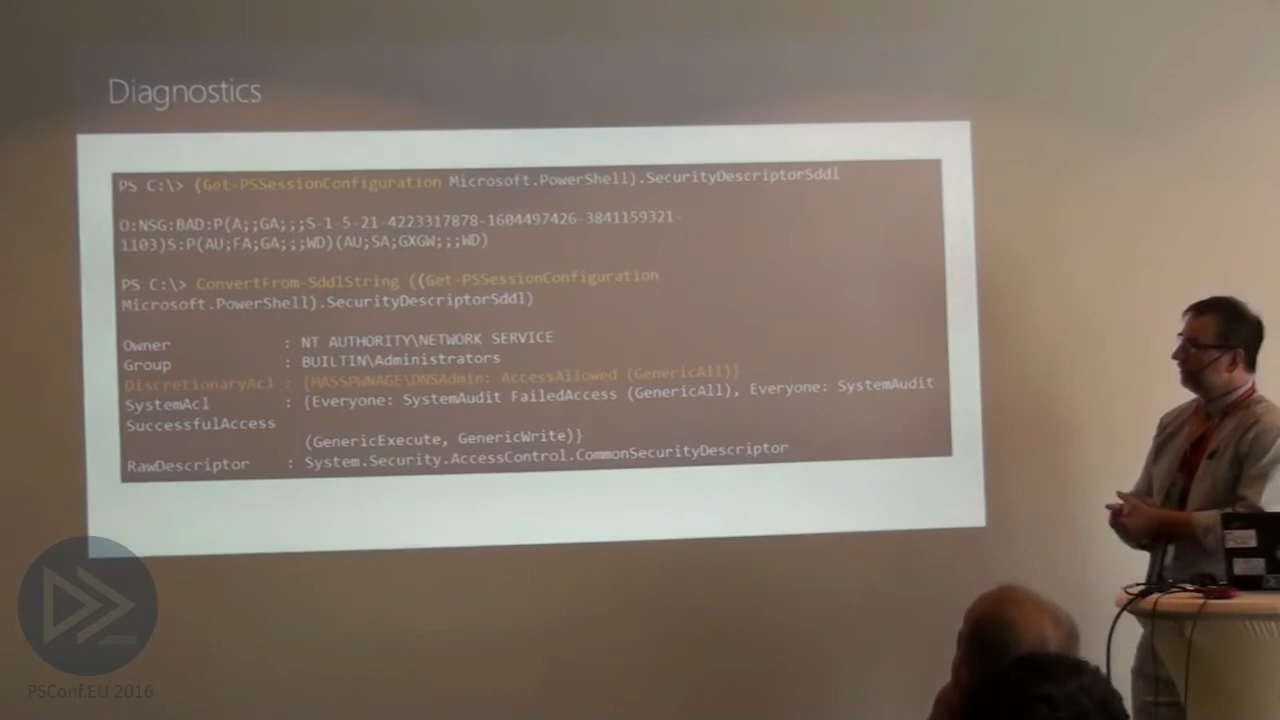 Diagnostics
PS C:\> (Get-PSSessionConfiguration Microsoft.PowerShell).SecurityDescriptorSddl
O:NSG:BAD:P(A;;GA;;;S-1-5-21-4223317878-1604497426-3841159321-
1103)S:P(AU;FA;GA;;;WD)(AU;SA;GXGW;;;WD)
PS C:\> ConvertFrom-SddlString ((Get-PSSessionConfiguration
Microsoft.PowerShell).SecurityDescriptorSddl)
Owner : NT AUTHORITY\NETWORK SERVICE
Group : BUILTIN\Administrators
DiscretionaryAcl : {MASSPWNAGE\DNSAdmin: AccessAllowed (GenericAll)}
SystemAcl : {Everyone: SystemAudit FailedAccess (GenericAll), Everyone: SystemAudit
SuccessfulAccess
(GenericExecute, GenericWrite)}
RawDescriptor : System.Security.AccessControl.CommonSecurityDescriptor
PSConf.EU 2016